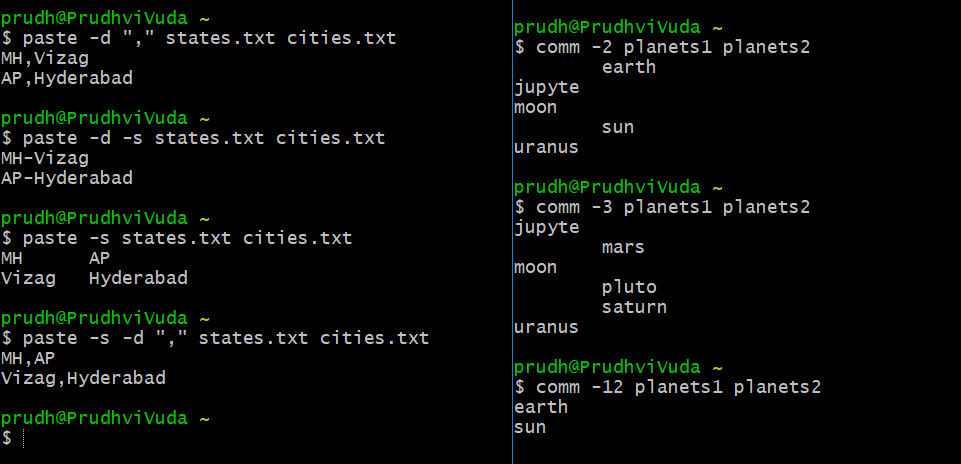 prudh@PrudhviVuda ~
$ paste -d "," states.txt cities.txt
MH,Vizag
AP,Hyderabad
prudh@PrudhviVuda ~
$ paste -d -s states.txt cities.txt
MH-Vizag
AP-Hyderabad
prudh@PrudhviVuda ~
$ paste -s states.txt cities.txt
MH      AP
Vizag   Hyderabad
prudh@PrudhviVuda ~
$ paste -s -d "," states.txt cities.txt
MH,AP
Vizag,Hyderabad
prudh@PrudhviVuda ~
$
prudh@PrudhviVuda ~
$ comm -2 planets1 planets2
        earth
jupyte
moon
        sun
uranus
prudh@PrudhviVuda ~
$ comm -3 planets1 planets2
jupyte
        mars
moon
        pluto
        saturn
uranus
prudh@PrudhviVuda ~
$ comm -12 planets1 planets2
earth
sun